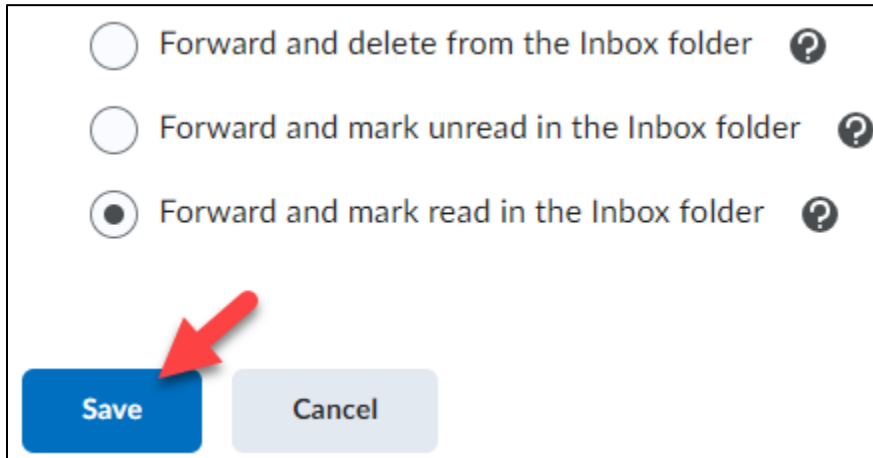 Forward and delete from the Inbox folder ?
Forward and mark unread in the Inbox folder ?
Forward and mark read in the Inbox folder ?
Save Cancel